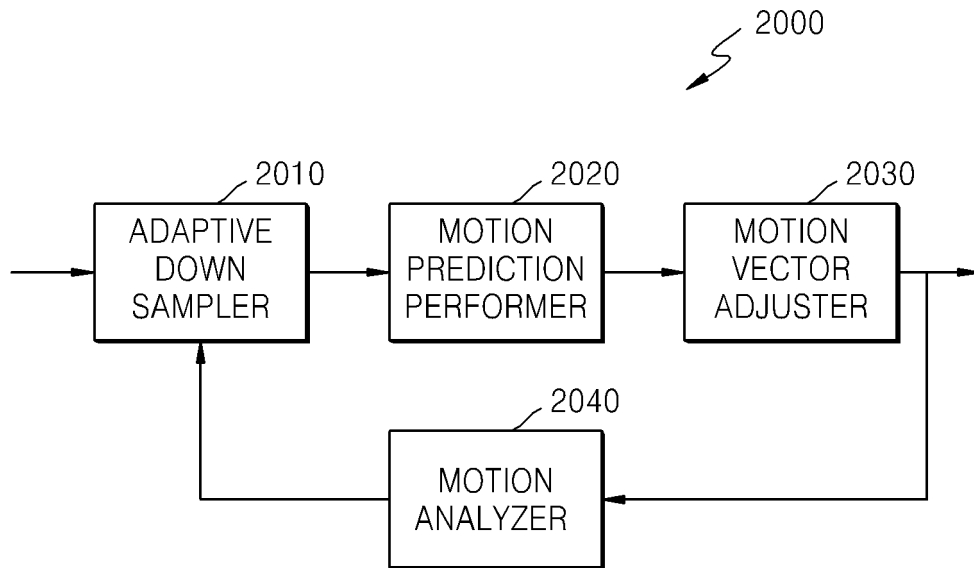 2000
2010
ADAPTIVE
DOWN
SAMPLER
2020
MOTION
PREDICTION
PERFORMER
2030
MOTION
VECTOR
ADJUSTER
2040
MOTION
ANALYZER